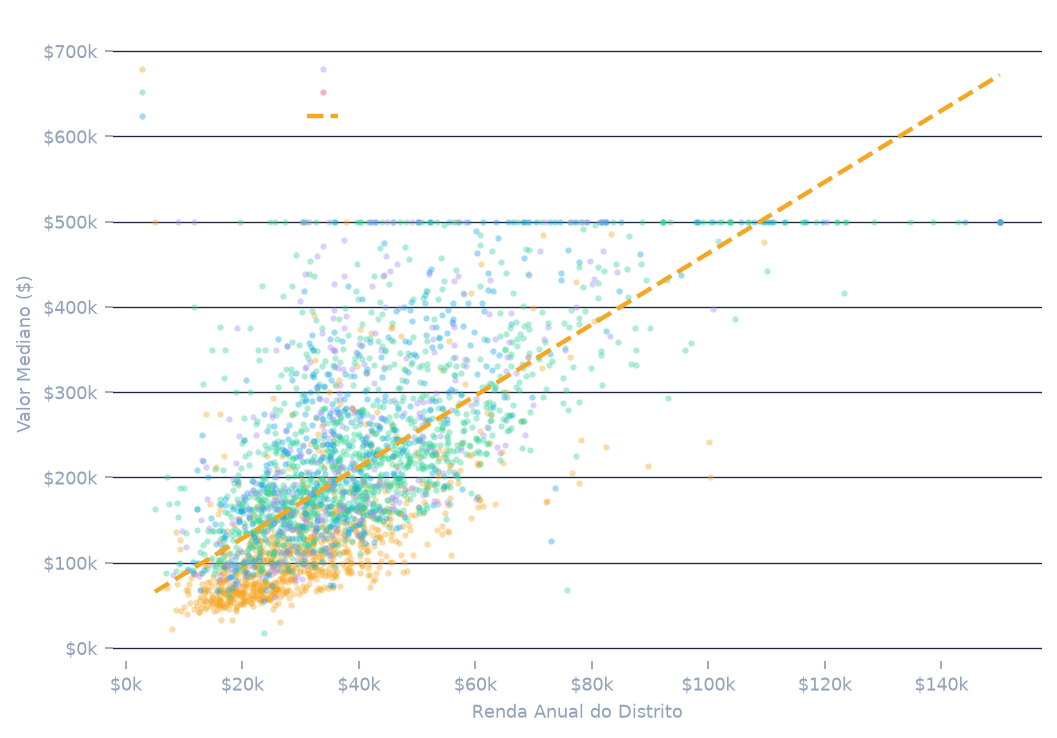 $700k
$600k
$500k
$400k
$300k
$200k
$100k
$0k
Valor Mediano ($)
$0k $20k $40k $60k $80k $100k $120k $140k
Renda Anual do Distrito